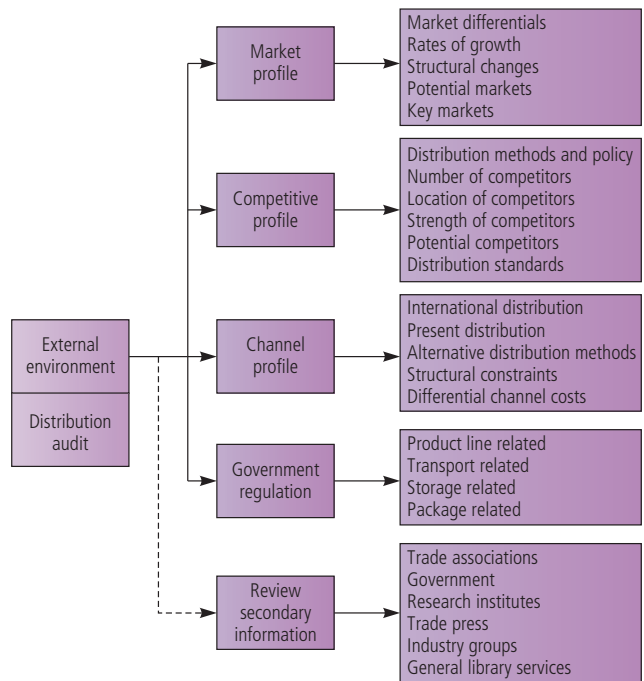 External
environment
Distribution
audit
Market
profile
Market differentials
Rates of growth
Structural changes
Potential markets
Key markets
Competitive
profile
Distribution methods and policy
Number of competitors
Location of competitors
Strength of competitors
Potential competitors
Distribution standards
Channel
profile
International distribution
Present distribution
Alternative distribution methods
Structural constraints
Differential channel costs
Government
regulation
Product line related
Transport related
Storage related
Package related
Review
secondary
information
Trade associations
Government
Research institutes
Trade press
Industry groups
General library services